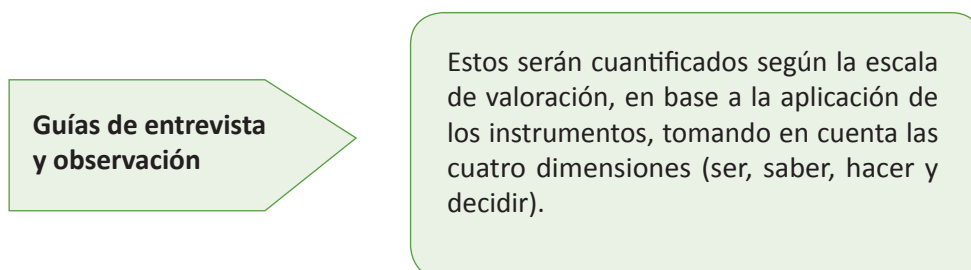 Guías de entrevista
y observación
Estos serán cuantificados según la escala
de valoración, en base a la aplicación de
los instrumentos, tomando en cuenta las
cuatro dimensiones (ser, saber, hacer y
decidir).